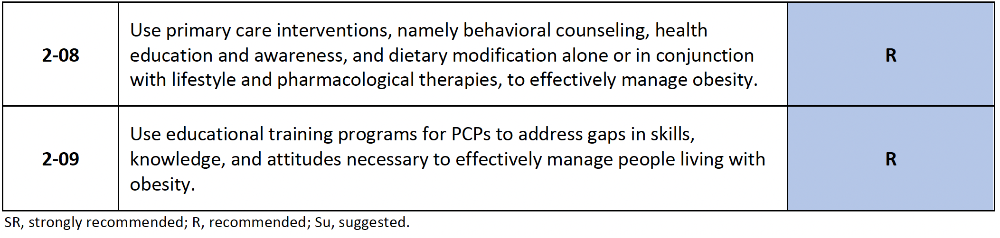 2-08
Use primary care interventions, namely behavioral counseling, health
education and awareness, and dietary modification alone or in conjunction
with lifestyle and pharmacological therapies, to effectively manage obesity.
R
2-09
Use educational training programs for PCPs to address gaps in skills,
knowledge, and attitudes necessary to effectively manage people living with
obesity.
R
SR, strongly recommended; R, recommended; Su, suggested.